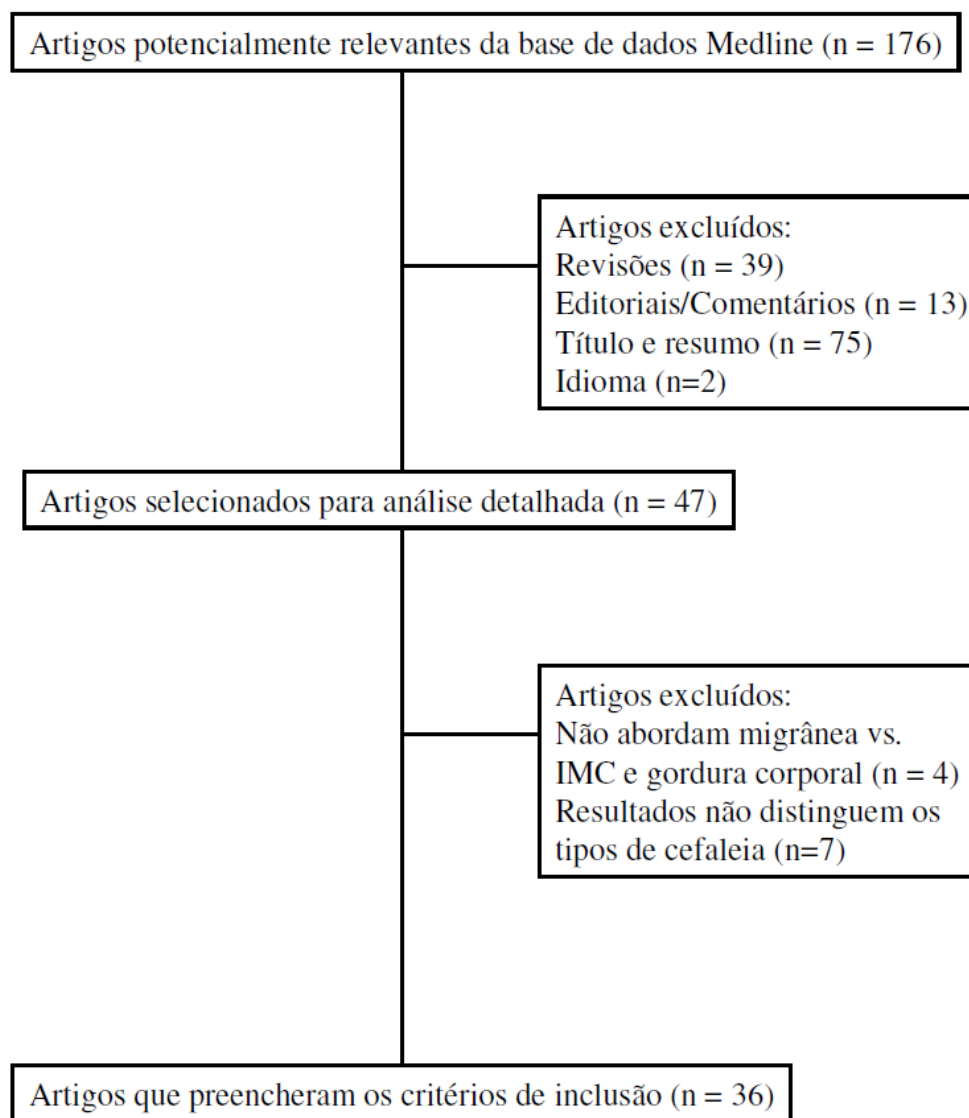 Artigos potencialmente relevantes da base de dados Medline (n = 176)
Artigos excluídos:
Revisões (n = 39)
Editoriais/Comentários (n = 13)
Título e resumo (n = 75)
Idioma (n=2)
Artigos selecionados para análise detalhada (n = 47)
Artigos excluídos:
Não abordam migrânea vs.
IMC e gordura corporal (n = 4)
Resultados não distinguem os
tipos de cefaleia (n=7)
Artigos que preencheram os critérios de inclusão (n = 36)